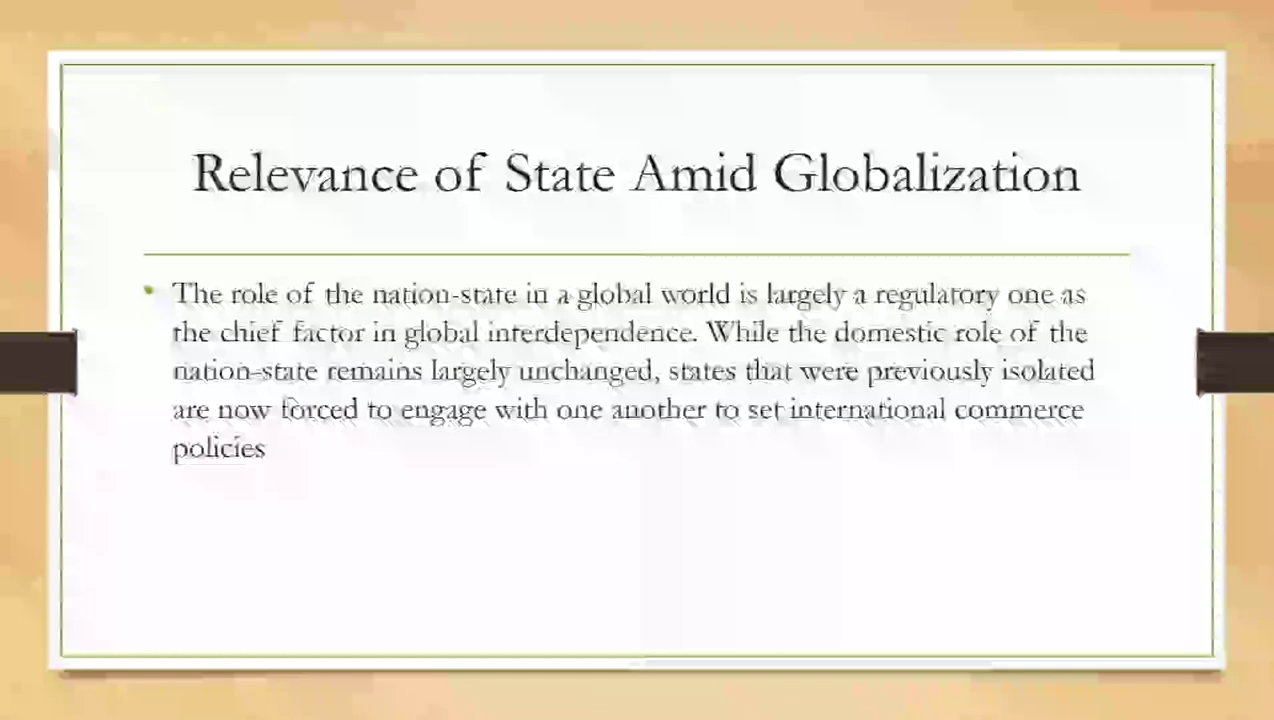 Relevance of State Amid Globalization
• The role of the nation-state in a global world is largely a regulatory one as
the chief factor in global interdependence. While the domestic role of the
nation-state remains largely unchanged, states that were previously isolated
are now forced to engage with one another to set international commerce
policies